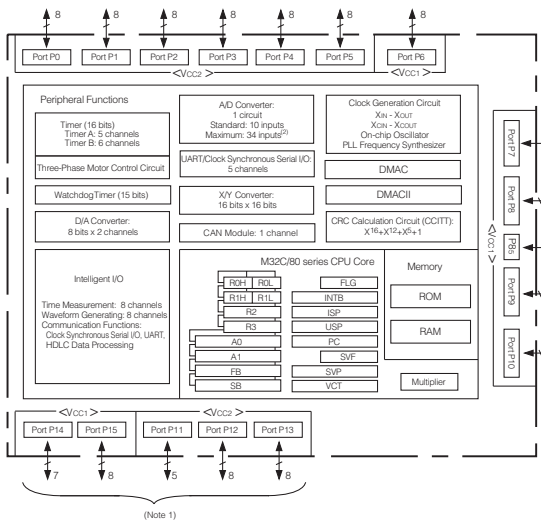 8 8 8 8 8 8 8
Port P0 Port P1 Port P2 Port P3 Port P4 Port P5 Port P6
<VCC2> <VCC1>
Peripheral Functions
Timer (16 bits)
Timer A: 5 channels
Timer B: 6 channels
Three-Phase Motor Control Circuit
WatchdogTimer (15 bits)
D/A Converter:
8 bits x 2 channels
A/D Converter:
1 circuit
Standard: 10 inputs
Maximum: 34 inputs(2)
UART/Clock Synchronous Serial I/O:
5 channels
X/Y Converter:
16 bits x 16 bits
CAN Module: 1 channel
Clock Generation Circuit
XIN - XOUT
XCIN - XCOUT
On-chip Oscillator
PLL Frequency Synthesizer
DMAC
DMACII
CRC Calculation Circuit (CCITT):
X16+X12+X5+1
Intelligent I/O
Time Measurement: 8 channels
Waveform Generating: 8 channels
Communication Functions:
Clock Synchronous Serial I/O, UART,
HDLC Data Processing
M32C/80 series CPU Core
R0H R0L
R1H R1L
R2
R3
A0
A1
FB
SB
FLG
INTB
ISP
USP
PC
SVF
SVP
VCT
Memory
ROM
RAM
Multiplier
<VCC1>
Port P7
Port P8
P85
Port P9
Port P10
<VCC1> <VCC2>
Port P14 Port P15 Port P11 Port P12 Port P13
7 8 5 8 8
(Note 1)